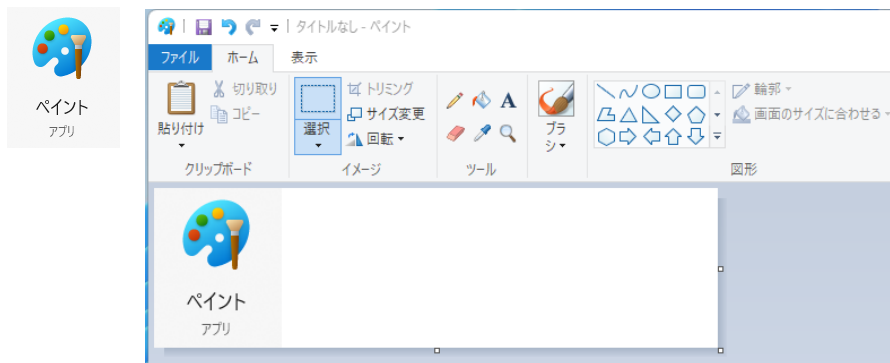 ペイント
アプリ
タイトルなし - ペイント
ファイル ホーム 表示
貼り付け
切り取り
コピー
クリップボード
選択
トリミング
サイズ変更
回転
イメージ
A
ツール
ブラ
シ
輪郭
画面のサイズに合わせる
図形
ペイント
アプリ